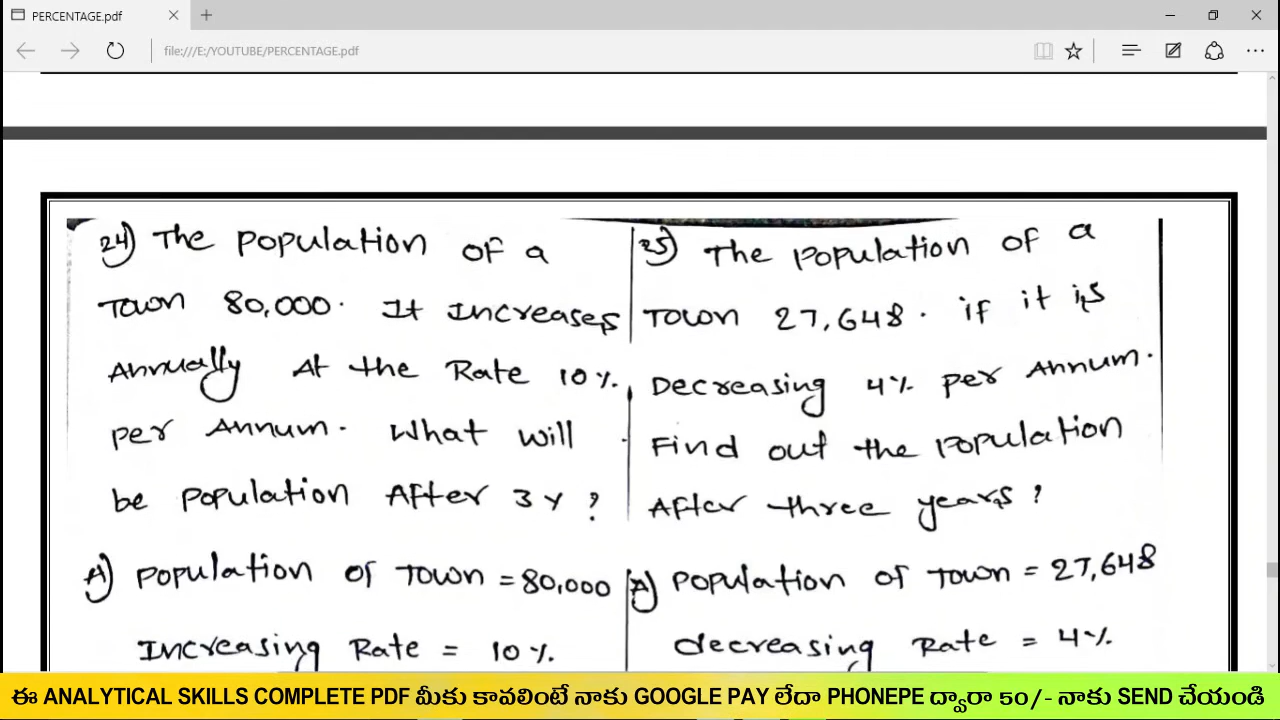 PERCENTAGE.pdf
file:///E:/YOUTUBE/PERCENTAGE.pdf
24) The population of a
Town 80,000. It Increases
Annually At the Rate 10%
per Annum. What will
be population After 3 Y ?
A) population of Town = 80,000
Increasing Rate = 10%.
25) The population of a
Town 27,648. if it is
Decreasing 4% per Annum.
Find out the population
After three years ?
A) population of Town = 27,648
decreasing Rate = 4%.
ఈ ANALYTICAL SKILLS COMPLETE PDF మీకు కావలింటే నాకు GOOGLE PAY లేదా PHONEPE ద్వారా 50/- నాకు SEND చేయండి